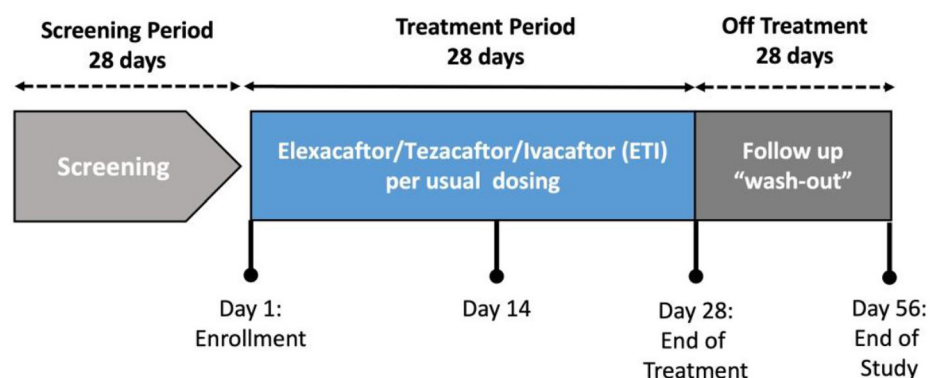 Screening Period
28 days
Treatment Period
28 days
Off Treatment
28 days
Screening
Elexacaftor/Tezacaftor/Ivacaftor (ETI)
per usual dosing
Follow up
“wash-out”
Day 1:
Enrollment
Day 14
Day 28:
End of
Treatment
Day 56:
End of
Study